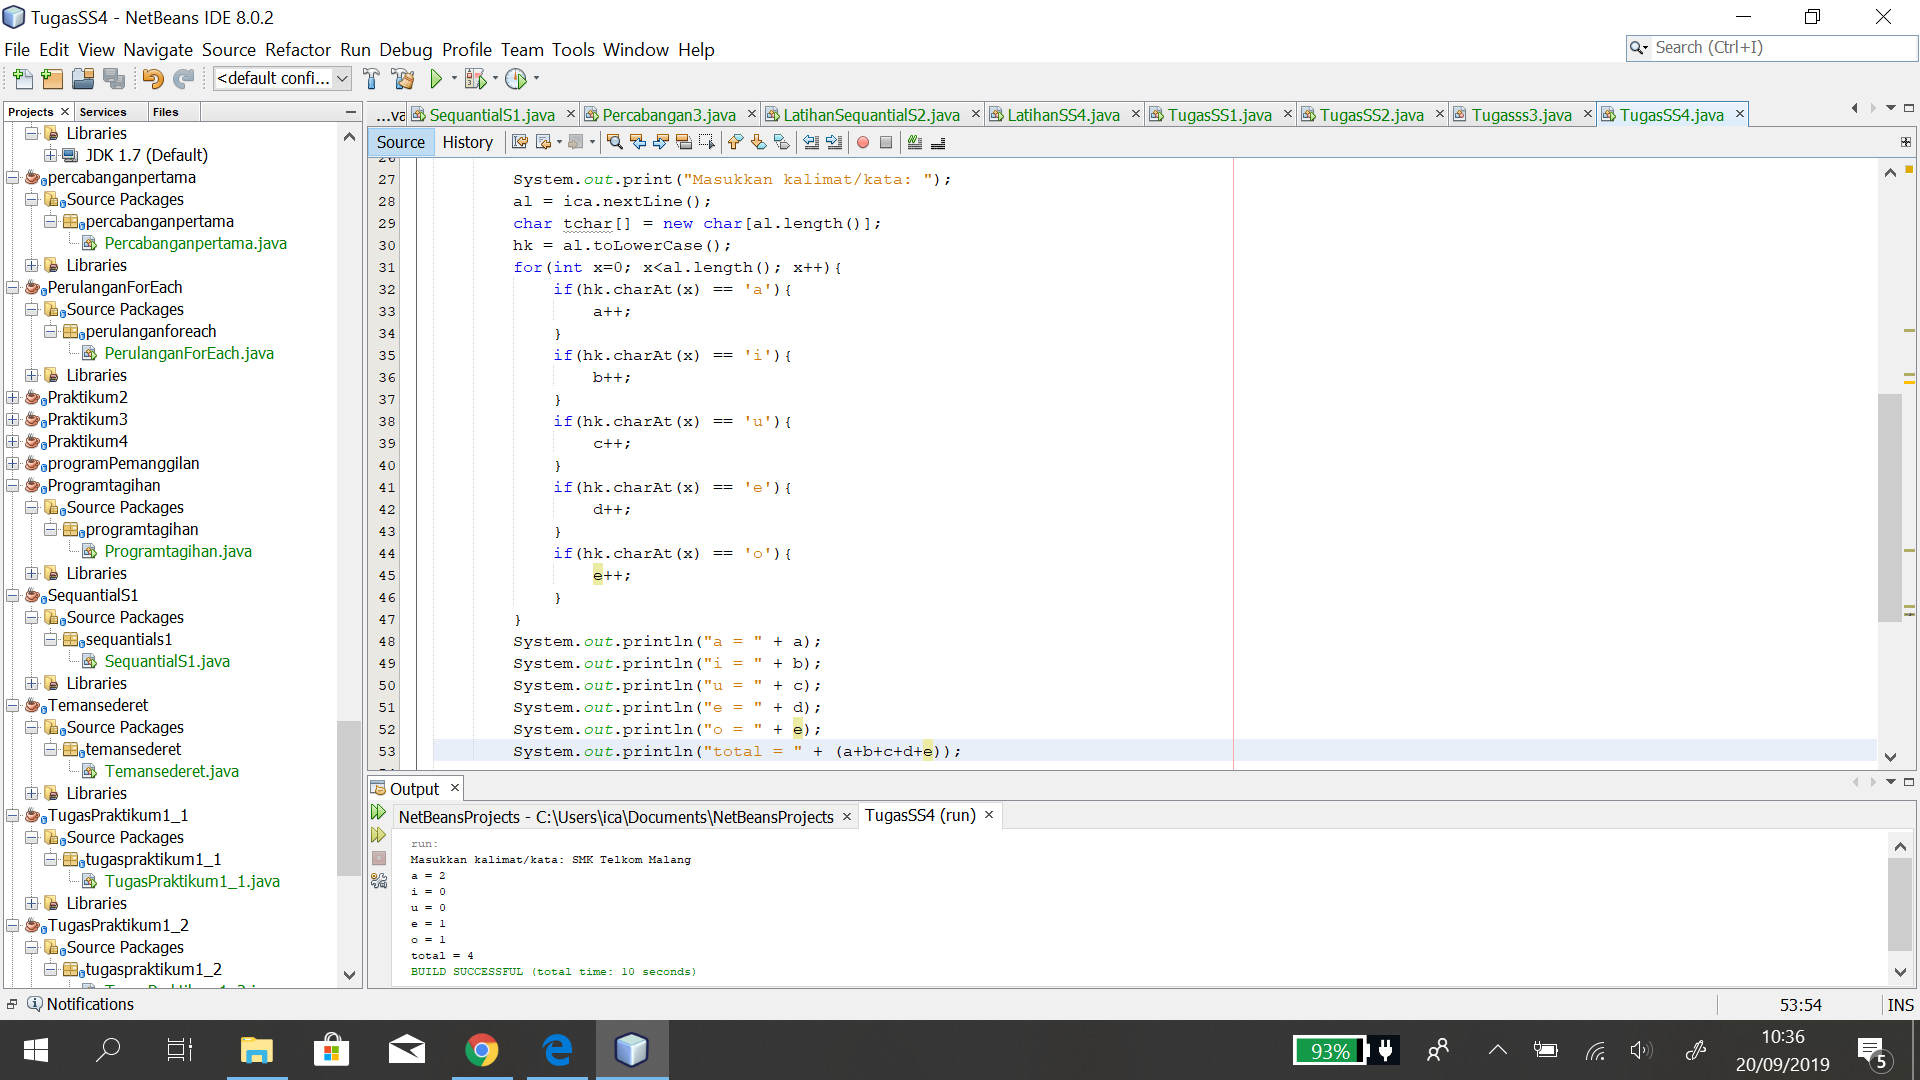 TugasSS4 - NetBeans IDE 8.0.2
File Edit View Navigate Source Refactor Run Debug Profile Team Tools Window Help
Search (Ctrl+I)
<default confi...
Projects Services Files
Libraries
JDK 1.7 (Default)
percabanganpertama
Source Packages
percabanganpertama
Percabanganpertama.java
Libraries
PerulanganForEach
Source Packages
perulanganforeach
PerulanganForEach.java
Libraries
Praktikum2
Praktikum3
Praktikum4
programPemanggilan
Programtagihan
Source Packages
programtagihan
Programtagihan.java
Libraries
SequantialS1
Source Packages
sequantials1
SequantialS1.java
Libraries
Temansederet
Source Packages
temansederet
Temansederet.java
Libraries
TugasPraktikum1_1
Source Packages
tugaspraktikum1_1
TugasPraktikum1_1.java
Libraries
TugasPraktikum1_2
Source Packages
tugaspraktikum1_2
...va SequantialS1.java Percabangan3.java LatihanSequantialS2.java LatihanSS4.java TugasSS1.java TugasSS2.java Tugasss3.java TugasSS4.java
Source History
27 System.out.print("Masukkan kalimat/kata: ");
28 al = ica.nextLine();
29 char tchar[] = new char[al.length()];
30 hk = al.toLowerCase();
31 for(int x=0; x<al.length(); x++){
32 if(hk.charAt(x) == 'a'){
33 a++;
34 }
35 if(hk.charAt(x) == 'i'){
36 b++;
37 }
38 if(hk.charAt(x) == 'u'){
39 c++;
40 }
41 if(hk.charAt(x) == 'e'){
42 d++;
43 }
44 if(hk.charAt(x) == 'o'){
45 e++;
46 }
47 }
48 System.out.println("a = " + a);
49 System.out.println("i = " + b);
50 System.out.println("u = " + c);
51 System.out.println("e = " + d);
52 System.out.println("o = " + e);
53 System.out.println("total = " + (a+b+c+d+e));
Output
NetBeansProjects - C:\Users\ica\Documents\NetBeansProjects TugasSS4 (run)
run:
Masukkan kalimat/kata: SMK Telkom Malang
a = 2
i = 0
u = 0
e = 1
o = 1
total = 4
BUILD SUCCESSFUL (total time: 10 seconds)
Notifications
53:54 INS
93%
10:36
20/09/2019
5